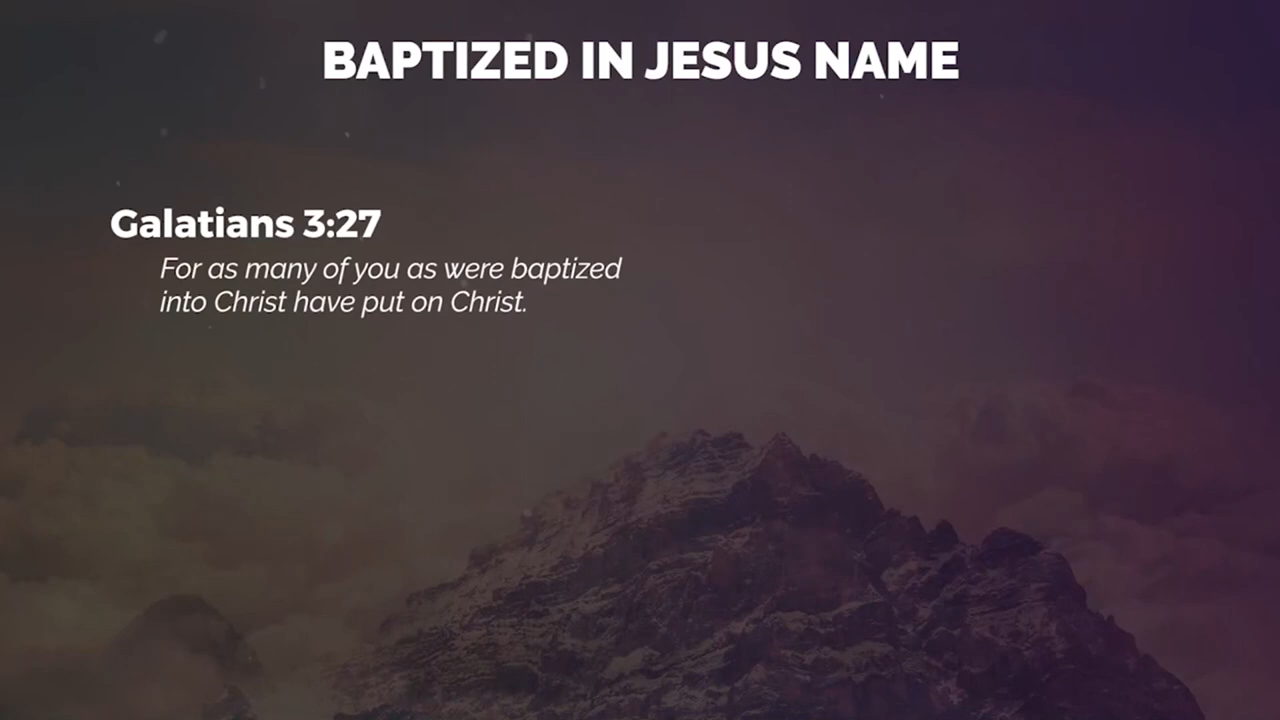 BAPTIZED IN JESUS NAME
Galatians 3:27
For as many of you as were baptized
into Christ have put on Christ.